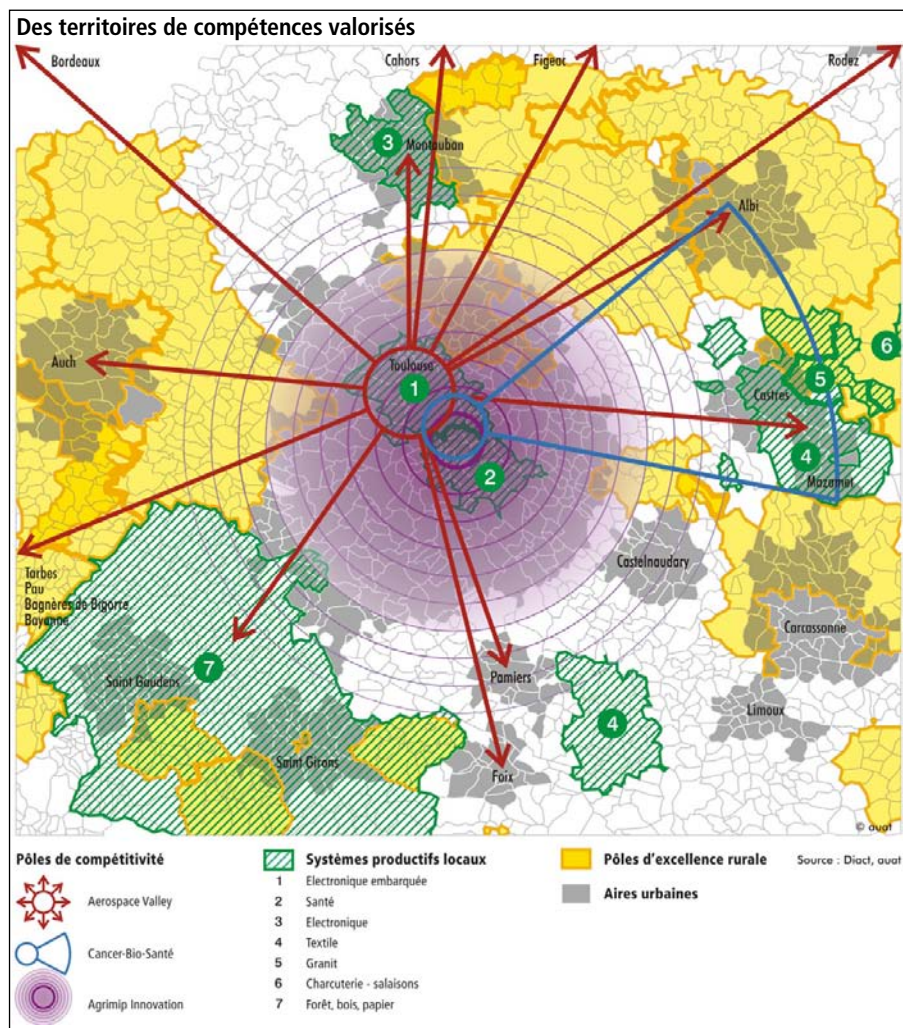 Des territoires de compétences valorisés
Bordeaux
Cahors
Figeac
Rodez
3
Montauban
Albi
6
Auch
Toulouse
1
5
Castres
4
Mazamet
2
Castelnaudary
Tarbes
Pau
Bagnères de Bigorre
Bayonne
Carcassonne
7
Saint Gaudens
Pamiers
4
Limoux
Saint Girons
Foix
© auat
Pôles de compétitivité
Aerospace Valley
Cancer-Bio-Santé
Agrimip Innovation
Systèmes productifs locaux
1 Electronique embarquée
2 Santé
3 Electronique
4 Textile
5 Granit
6 Charcuterie - salaisons
7 Forêt, bois, papier
Pôles d'excellence rurale
Aires urbaines
Source : Diact, auat